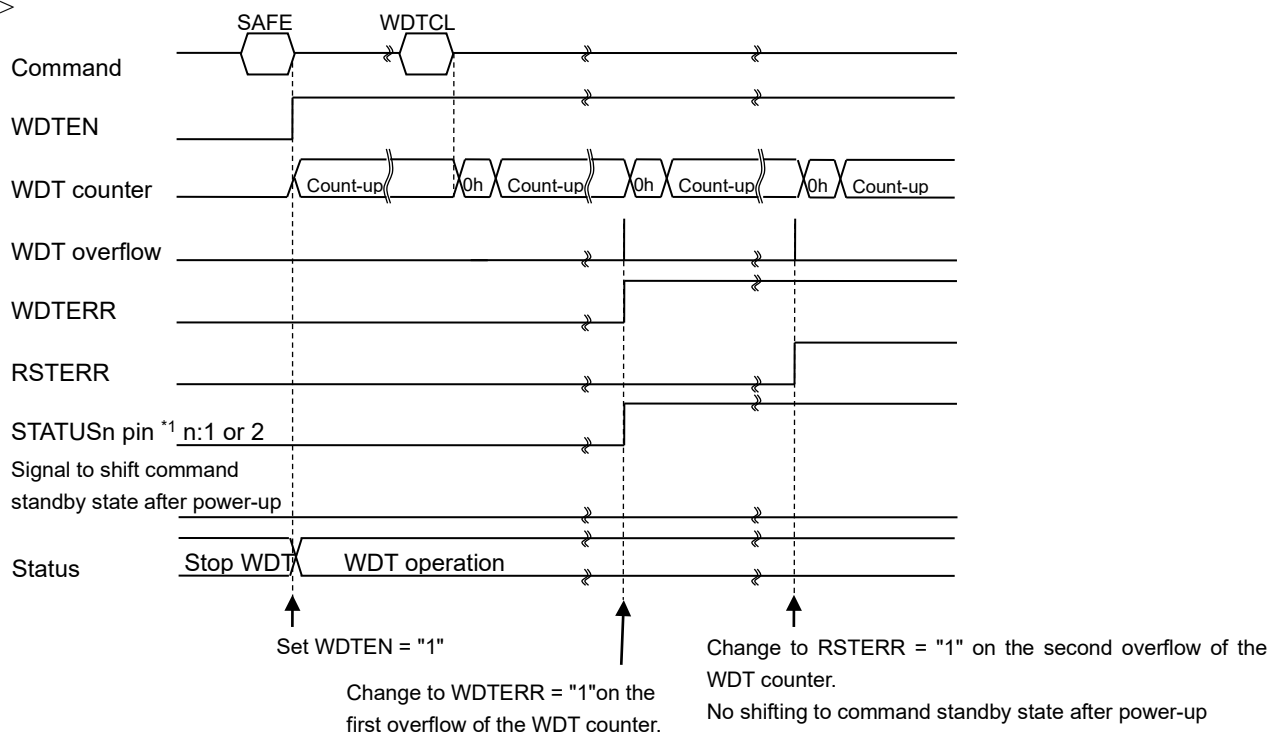 >
SAFE WDTCL
Command
WDTEN
WDT counter Count-up 0h Count-up 0h Count-up 0h Count-up
WDT overflow
WDTERR
RSTERR
STATUSn pin *1 n:1 or 2
Signal to shift command
standby state after power-up
Status Stop WDT WDT operation
Set WDTEN = "1"
Change to WDTERR = "1"on the
first overflow of the WDT counter.
Change to RSTERR = "1" on the second overflow of the
WDT counter.
No shifting to command standby state after power-up